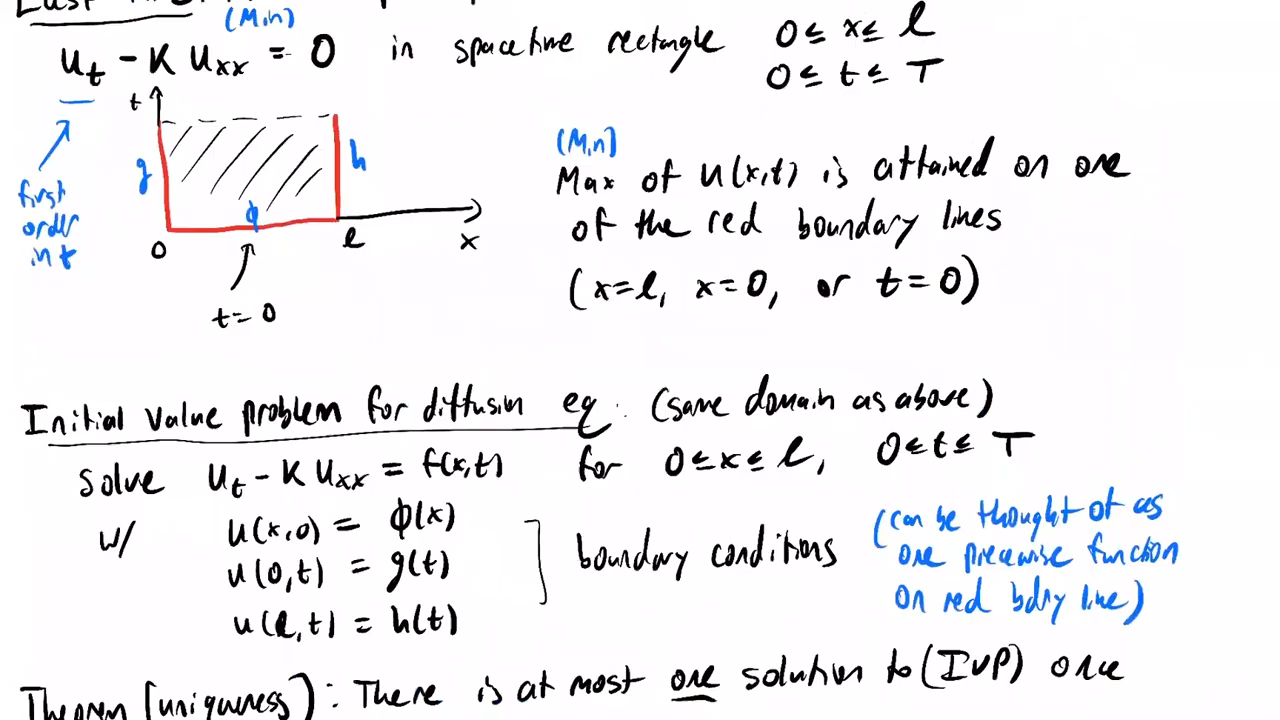 (Min)
u_t - K u_xx = 0 in spacetime rectangle 0 ≤ x ≤ l
0 ≤ t ≤ T
t
g
h
first
order
in t
0
ϕ
l
x
t = 0
(Min)
Max of u(x,t) is attained on one
of the red boundary lines
(x=l, x=0, or t=0)
Initial value problem for diffusion eq. (same domain as above)
solve u_t - K u_xx = f(x,t) for 0 ≤ x ≤ l, 0 ≤ t ≤ T
w/ u(x,0) = ϕ(x)
u(0,t) = g(t)
u(l,t) = h(t)
boundary conditions
(can be thought of as
one piecewise function
on red bdry line)
Theorem [uniqueness]: There is at most one solution to (IVP) once